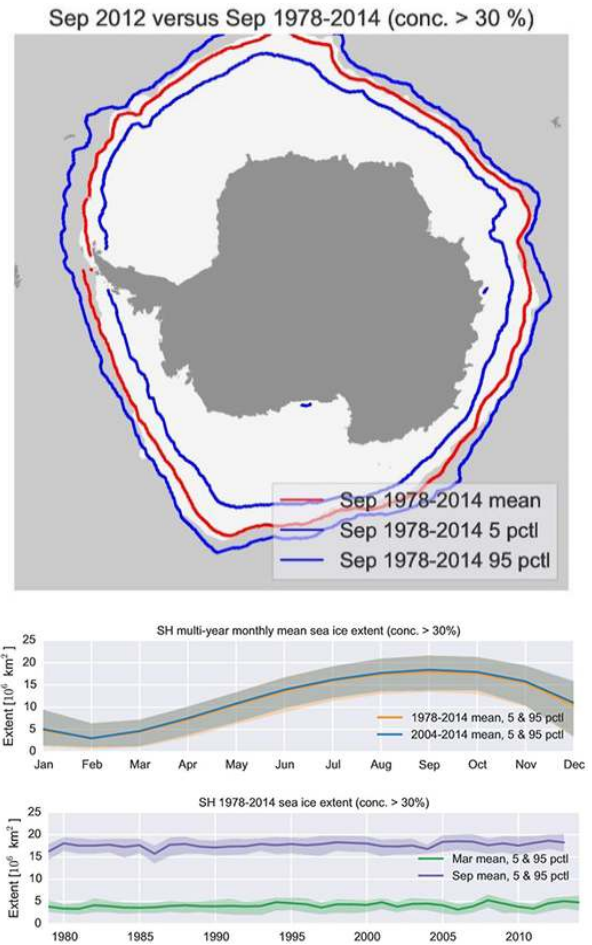 Sep 2012 versus Sep 1978-2014 (conc. > 30 %)
Sep 1978-2014 mean
Sep 1978-2014 5 pctl
Sep 1978-2014 95 pctl
SH multi-year monthly mean sea ice extent (conc. > 30%)
Extent [10⁶ km²]
25
20
15
10
5
0
1978-2014 mean, 5 & 95 pctl
2004-2014 mean, 5 & 95 pctl
Jan Feb Mar Apr May Jun Jul Aug Sep Oct Nov Dec
SH 1978-2014 sea ice extent (conc. > 30%)
Extent [10⁶ km²]
25
20
15
10
5
0
Mar mean, 5 & 95 pctl
Sep mean, 5 & 95 pctl
1980 1985 1990 1995 2000 2005 2010